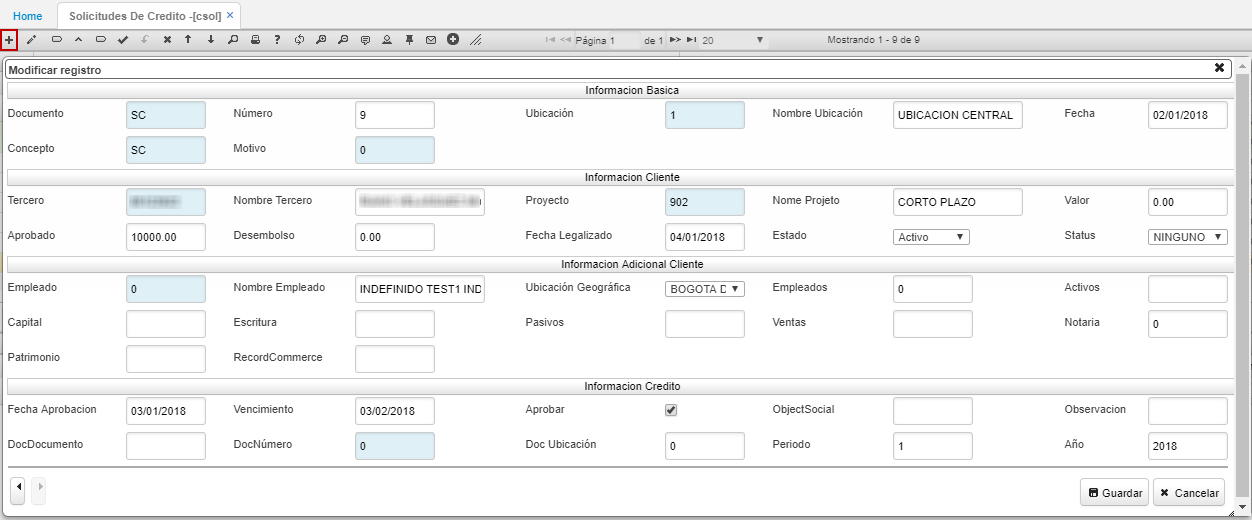 Home Solicitudes De Credito -[csol] ×
Página 1 de 1 20 Mostrando 1 - 9 de 9
Modificar registro
Informacion Basica
Documento SC Número 9 Ubicación 1 Nombre Ubicación UBICACION CENTRAL Fecha 02/01/2018
Concepto SC Motivo 0
Informacion Cliente
Tercero Nombre Tercero Proyecto 902 Nome Projeto CORTO PLAZO Valor 0.00
Aprobado 10000.00 Desembolso 0.00 Fecha Legalizado 04/01/2018 Estado Activo Status NINGUNO
Informacion Adicional Cliente
Empleado 0 Nombre Empleado INDEFINIDO TEST1 IND Ubicación Geográfica BOGOTA D Empleados 0 Activos
Capital Escritura Pasivos Ventas Notaria 0
Patrimonio RecordCommerce
Informacion Credito
Fecha Aprobacion 03/01/2018 Vencimiento 03/02/2018 Aprobar ObjectSocial Observacion
DocDocumento DocNúmero 0 Doc Ubicación 0 Periodo 1 Año 2018
Guardar Cancelar